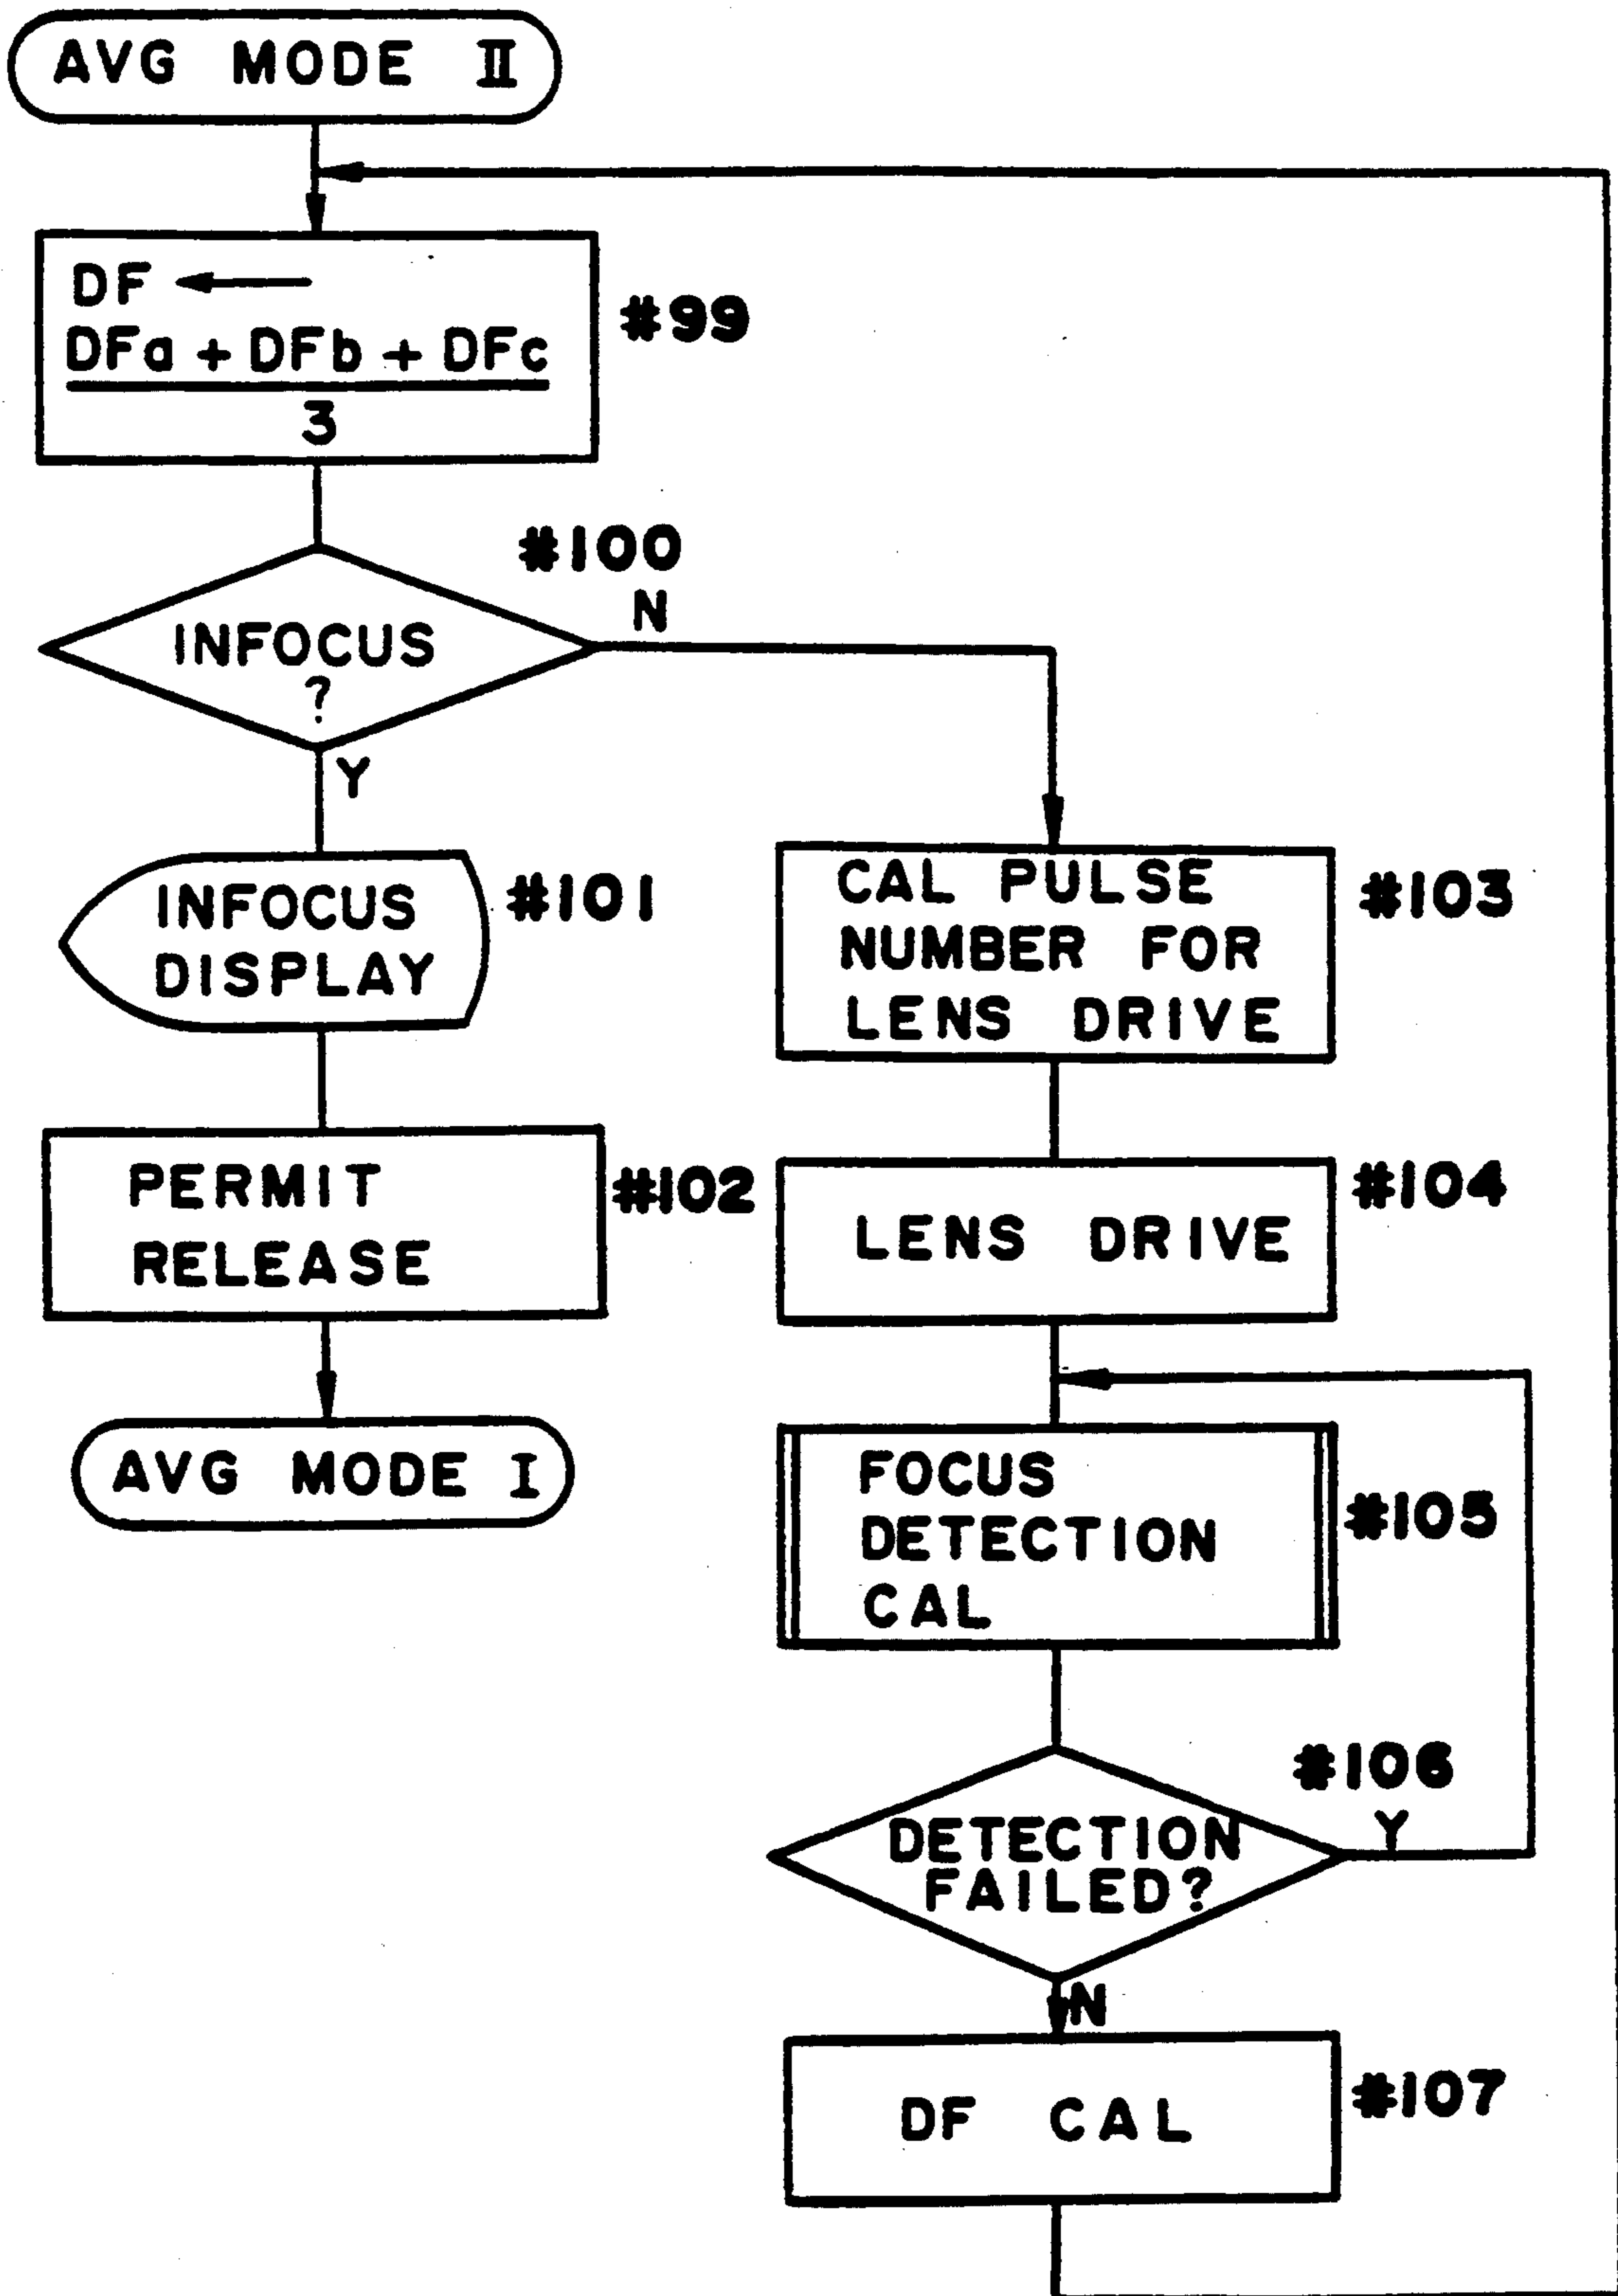 AVG MODE II
DF ←
DFa + DFb + DFc
3
#99
#100
N
INFOCUS
?
Y
INFOCUS
DISPLAY
#101
PERMIT
RELEASE
#102
AVG MODE I
CAL PULSE
NUMBER FOR
LENS DRIVE
#103
LENS DRIVE
#104
FOCUS
DETECTION
CAL
#105
#106
DETECTION
FAILED?
Y
N
DF CAL
#107